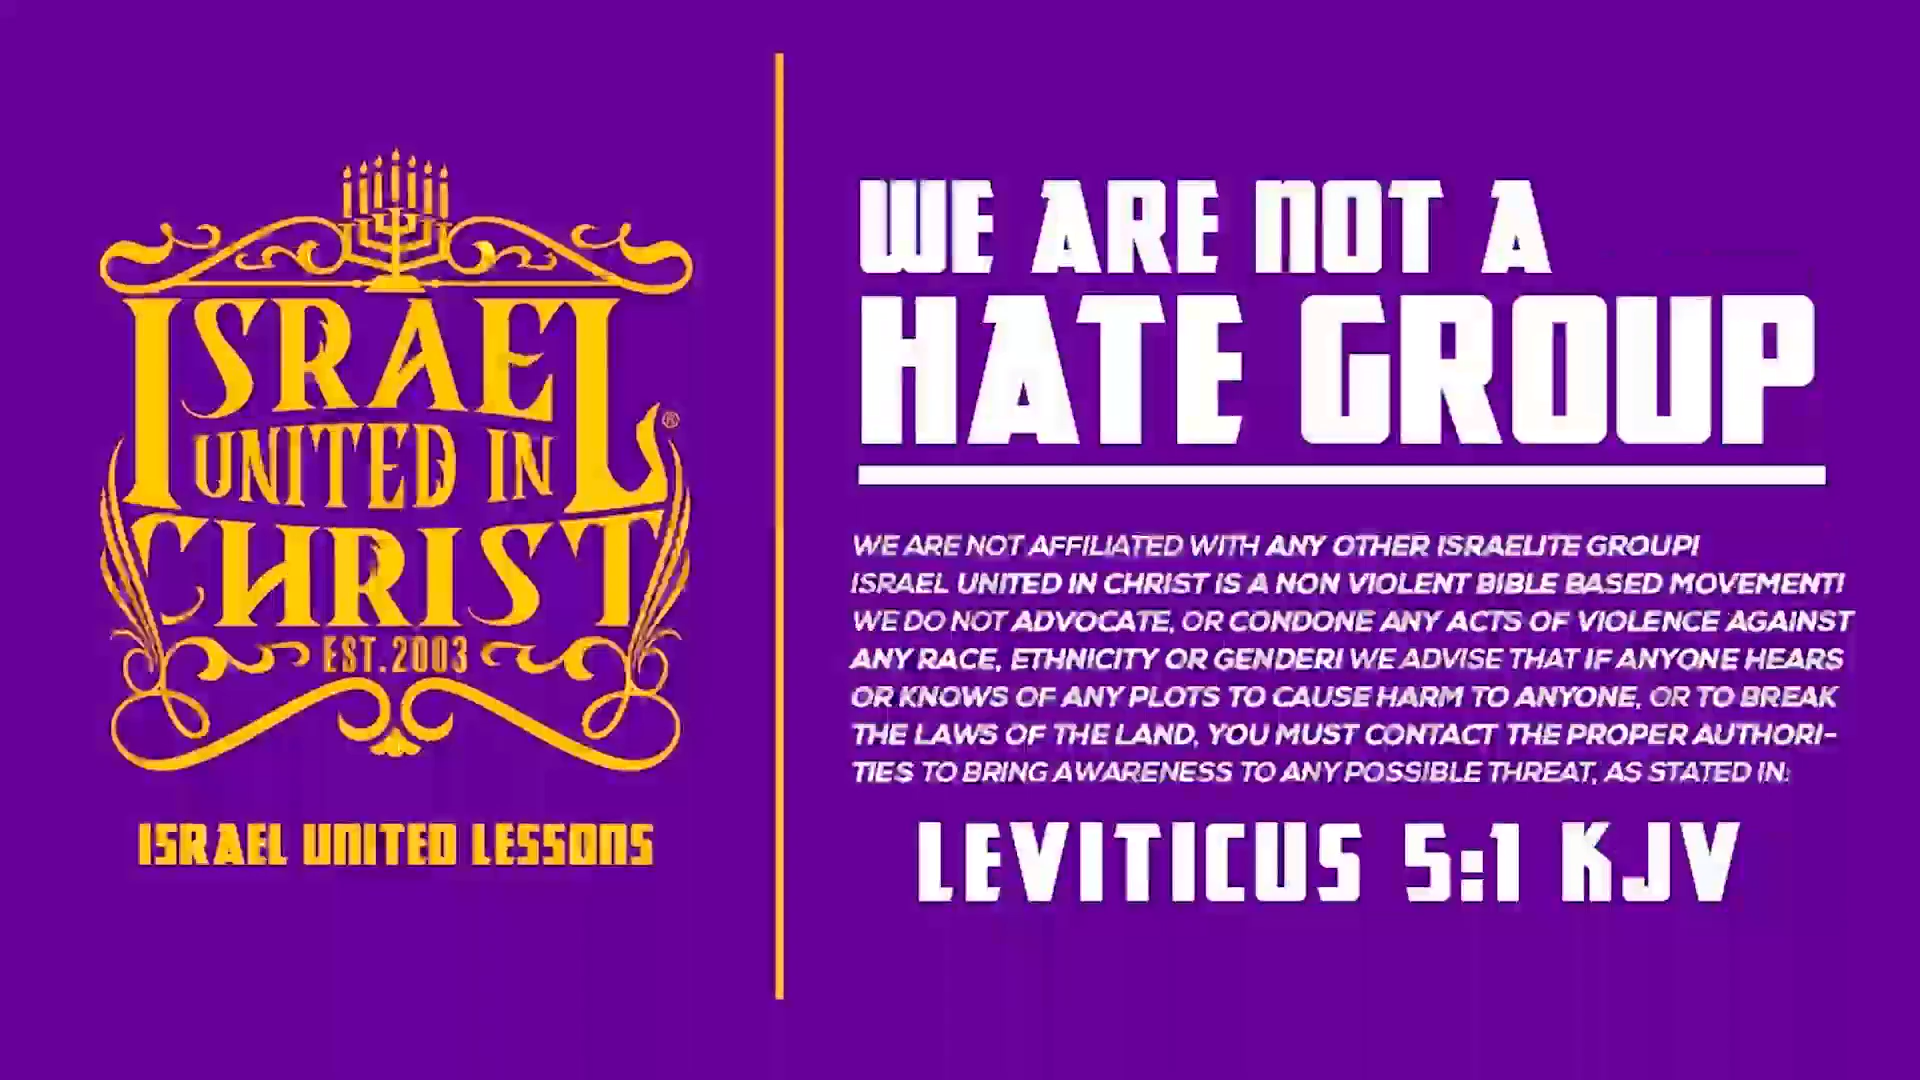 ISRAEL
UNITED IN
CHRIST
®
EST. 2003
ISRAEL UNITED LESSONS
WE ARE NOT A
HATE GROUP
WE ARE NOT AFFILIATED WITH ANY OTHER ISRAELITE GROUP!
ISRAEL UNITED IN CHRIST IS A NON VIOLENT BIBLE BASED MOVEMENT!
WE DO NOT ADVOCATE, OR CONDONE ANY ACTS OF VIOLENCE AGAINST
ANY RACE, ETHNICITY OR GENDER! WE ADVISE THAT IF ANYONE HEARS
OR KNOWS OF ANY PLOTS TO CAUSE HARM TO ANYONE, OR TO BREAK
THE LAWS OF THE LAND, YOU MUST CONTACT THE PROPER AUTHORI-
TIES TO BRING AWARENESS TO ANY POSSIBLE THREAT, AS STATED IN:
LEVITICUS 5:1 KJV